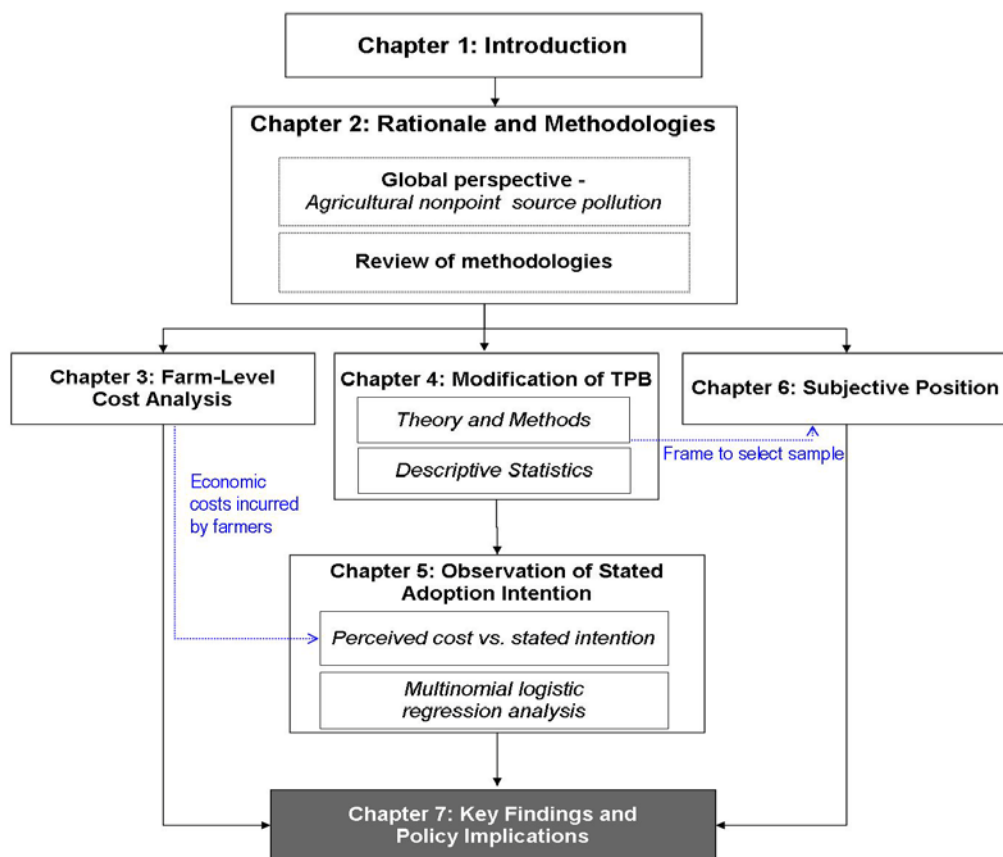 Chapter 1: Introduction
Chapter 2: Rationale and Methodologies
Global perspective -
Agricultural nonpoint source pollution
Review of methodologies
Chapter 3: Farm-Level
Cost Analysis
Chapter 4: Modification of TPB
Theory and Methods
Descriptive Statistics
Chapter 6: Subjective Position
Frame to select sample
Economic
costs incurred
by farmers
Chapter 5: Observation of Stated
Adoption Intention
Perceived cost vs. stated intention
Multinomial logistic
regression analysis
Chapter 7: Key Findings and
Policy Implications